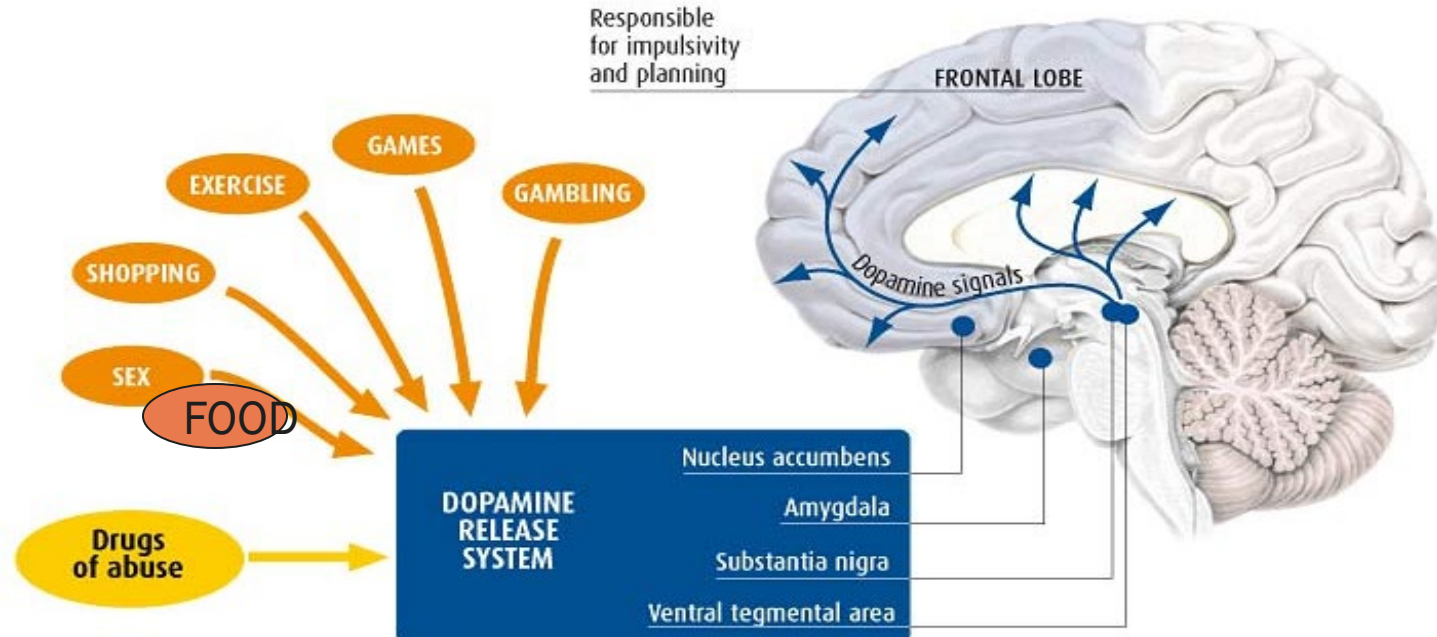 Responsible
for impulsivity
and planning
FRONTAL LOBE
GAMES
EXERCISE
GAMBLING
SHOPPING
SEX
FOOD
Dopamine signals
Drugs
of abuse
DOPAMINE
RELEASE
SYSTEM
Nucleus accumbens
Amygdala
Substantia nigra
Ventral tegmental area